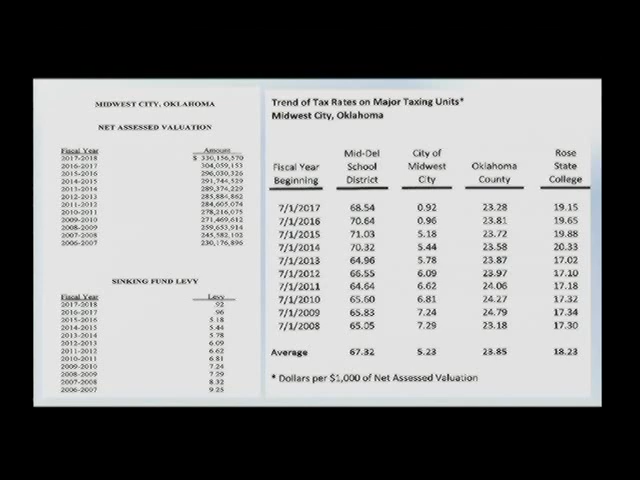 MIDWEST CITY, OKLAHOMA
NET ASSESSED VALUATION
Fiscal Year Amount
2017-2018 $ 330,156,570
2016-2017 304,059,153
2015-2016 296,030,326
2014-2015 291,744,529
2013-2014 289,374,229
2012-2013 285,884,862
2011-2012 284,605,074
2010-2011 278,216,075
2009-2010 271,469,612
2008-2009 259,653,914
2007-2008 245,582,102
2006-2007 230,176,896
SINKING FUND LEVY
Fiscal Year Levy
2017-2018 .92
2016-2017 .96
2015-2016 5.18
2014-2015 5.44
2013-2014 5.78
2012-2013 6.09
2011-2012 6.62
2010-2011 6.81
2009-2010 7.24
2008-2009 7.29
2007-2008 8.32
2006-2007 9.25
Trend of Tax Rates on Major Taxing Units*
Midwest City, Oklahoma
Fiscal Year Beginning Mid-Del School District City of Midwest City Oklahoma County Rose State College
7/1/2017 68.54 0.92 23.28 19.15
7/1/2016 70.64 0.96 23.81 19.65
7/1/2015 71.03 5.18 23.72 19.88
7/1/2014 70.32 5.44 23.58 20.33
7/1/2013 64.96 5.78 23.87 17.02
7/1/2012 66.55 6.09 23.97 17.10
7/1/2011 64.64 6.62 24.06 17.18
7/1/2010 65.60 6.81 24.27 17.32
7/1/2009 65.83 7.24 24.79 17.34
7/1/2008 65.05 7.29 23.18 17.30
Average 67.32 5.23 23.85 18.23
* Dollars per $1,000 of Net Assessed Valuation